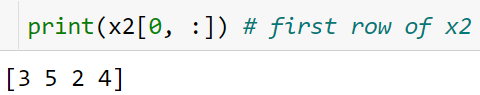 print(x2[0, :]) # first row of x2
[3 5 2 4]